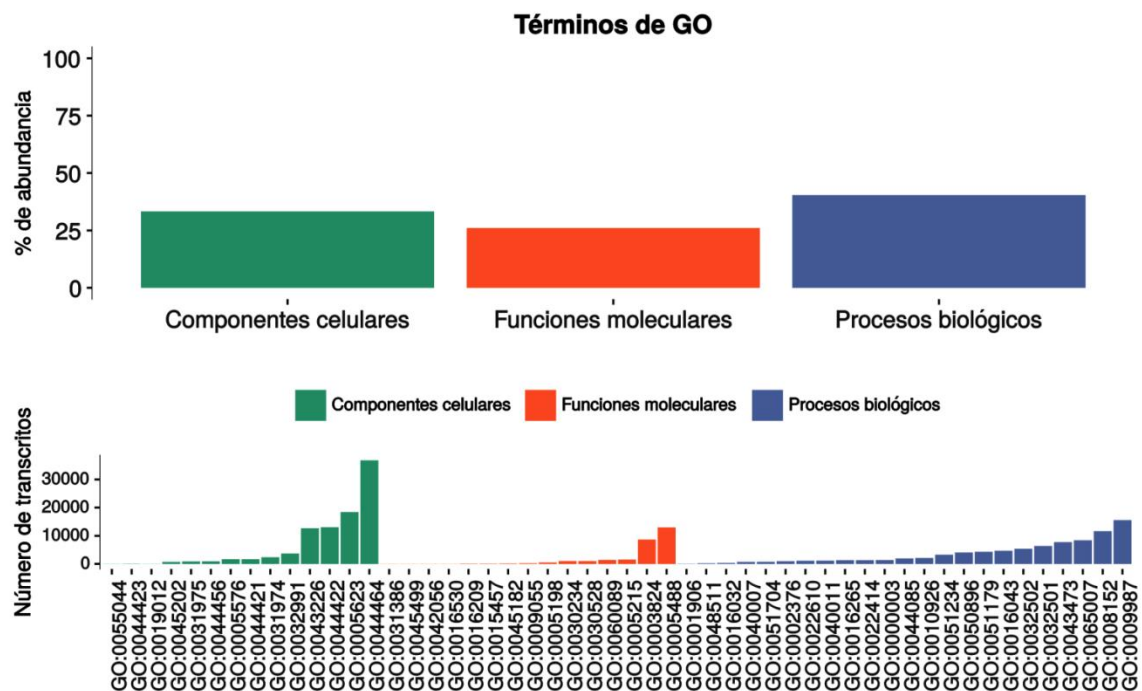 Términos de GO
% de abundancia
100
75
50
25
0
Componentes celulares
Funciones moleculares
Procesos biológicos
Componentes celulares
Funciones moleculares
Procesos biológicos
Número de transcritos
30000
20000
10000
0
GO:0055044
GO:0044423
GO:0019012
GO:0045202
GO:0031975
GO:0044456
GO:0005576
GO:0044421
GO:0031974
GO:0032991
GO:0043226
GO:0044422
GO:0005623
GO:0044464
GO:0031386
GO:0045499
GO:0042056
GO:0016530
GO:0016209
GO:0015457
GO:0045182
GO:0009055
GO:0005198
GO:0030234
GO:0030528
GO:0060089
GO:0005215
GO:0003824
GO:0005488
GO:0001906
GO:0048511
GO:0016032
GO:0040007
GO:0051704
GO:0002376
GO:0022610
GO:0040011
GO:0016265
GO:0022414
GO:0000003
GO:0044085
GO:0010926
GO:0051234
GO:0050896
GO:0051179
GO:0016043
GO:0032502
GO:0032501
GO:0043473
GO:0065007
GO:0008152
GO:0009987